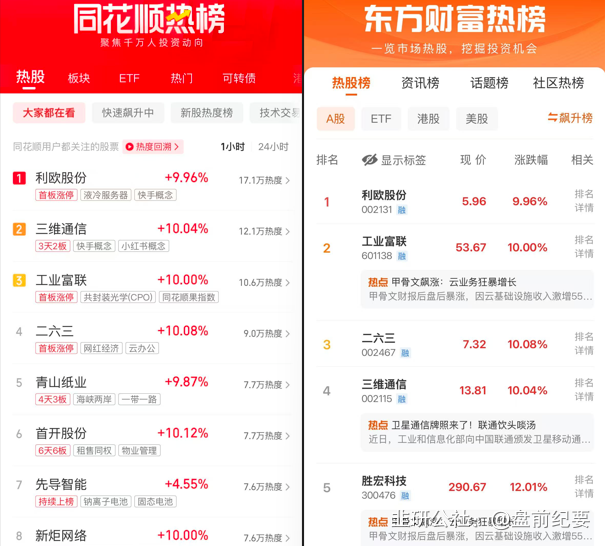 同花顺热榜
聚焦千万人投资动向
热股 板块 ETF 热门 可转债
大家都在看 快速飙升中 新股热度榜 技术交易
同花顺用户都关注的股票 热度回溯 > 1小时 24小时
1 利欧股份 +9.96% 17.1万热度 >
首板涨停 液冷服务器 快手概念
2 三维通信 +10.04% 12.1万热度 >
3天2板 快手概念 小红书概念
3 工业富联 +10.00% 10.6万热度 >
首板涨停 共封装光学(CPO) 同花顺果指数
4 二六三 +10.08% 9.0万热度 >
首板涨停 网红经济 云办公
5 青山纸业 +9.87% 7.7万热度 >
4天3板 海峡两岸 一带一路
6 首开股份 +10.12% 7.7万热度 >
6天6板 租售同权 物业管理
7 先导智能 +4.55% 7.6万热度 >
持续上榜 钠离子电池 固态电池
8 新炬网络 +10.00% 7.6万热度 >
东方财富热榜
一览市场热股，挖掘投资机会
热股榜 资讯榜 话题榜 社区热榜
A股 ETF 港股 美股 飙升榜
排名 显示标签 现价 涨跌幅 相关
1 利欧股份 5.96 9.96% 排名
002131 融 详情
2 工业富联 53.67 10.00% 排名
601138 融 详情
热点 甲骨文飙涨：云业务狂暴增长
甲骨文财报后盘后暴涨，因云基础设施收入激增55...
3 二六三 7.32 10.08% 排名
002467 融 详情
4 三维通信 13.81 10.04% 排名
002115 融 详情
热点 卫星通信牌照来了！联通饮头啖汤
近日，工业和信息化部向中国联通颁发卫星移动通...
5 胜宏科技 290.67 12.01% 排名
300476 融 详情
热点
甲骨文财报后盘后暴涨，因云基础设施收入激增55...
韭研公社 @盘前纪要